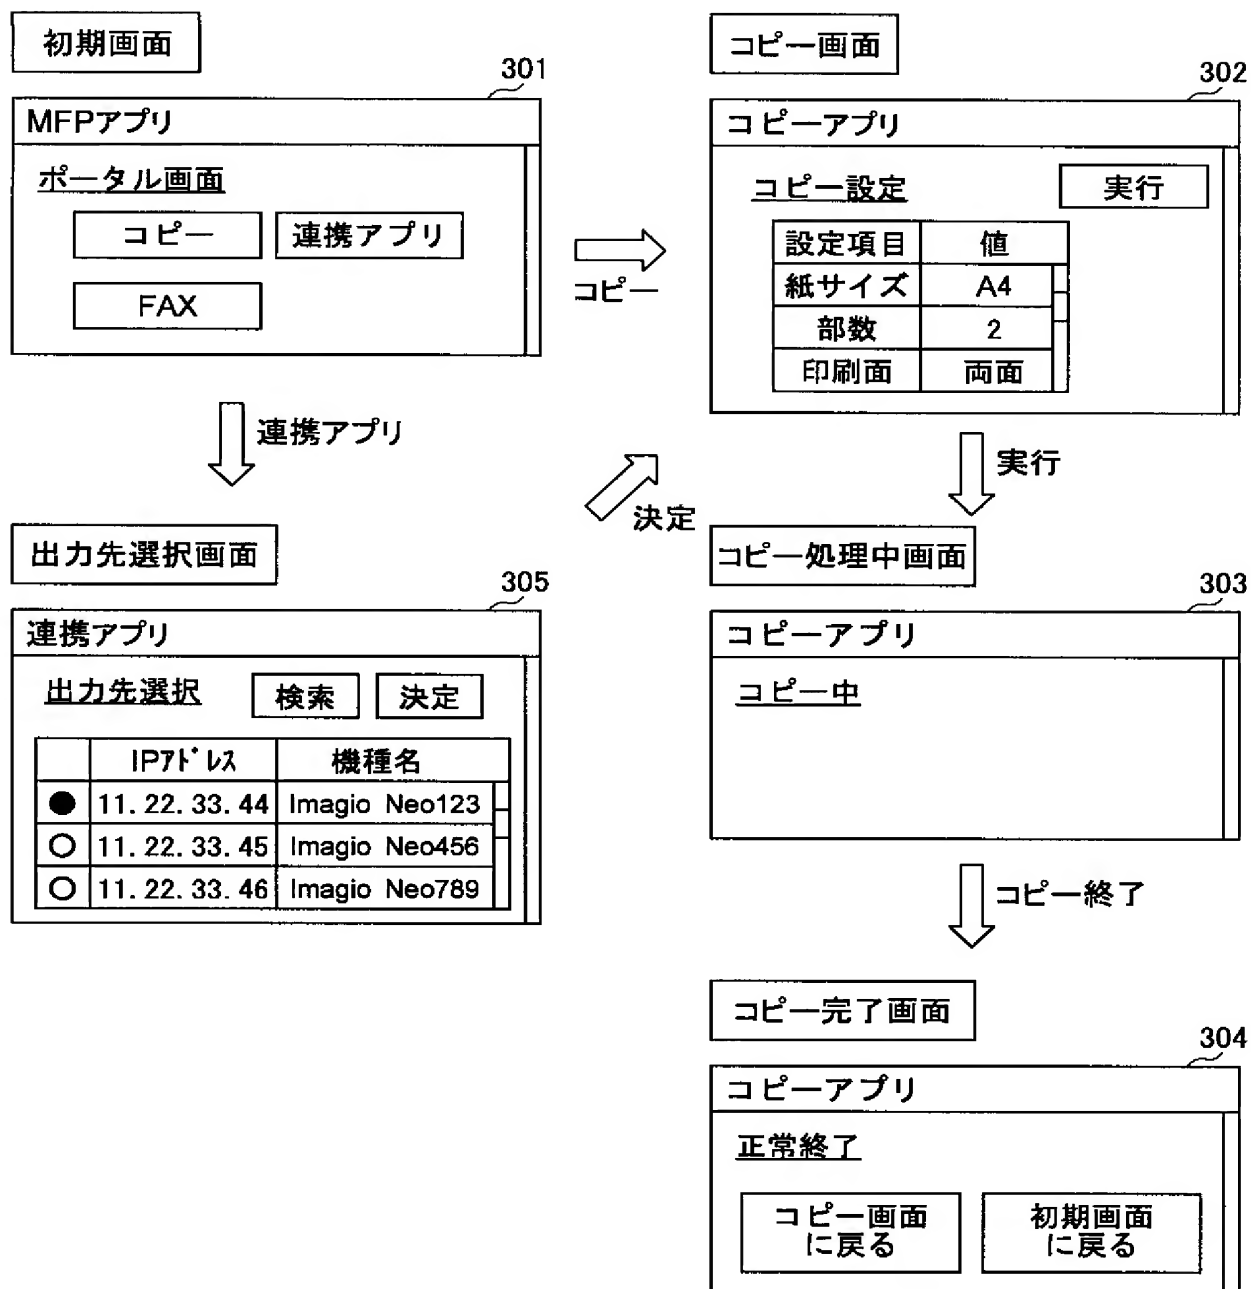 初期画面
301
MFPアプリ
ポータル画面
コピー 連携アプリ
FAX
コピー
連携アプリ
コピー画面
302
コピーアプリ
コピー設定 実行
設定項目 値
紙サイズ A4
部数 2
印刷面 両面
実行
決定
出力先選択画面
305
連携アプリ
出力先選択 検索 決定
IPｱﾄﾞﾚｽ 機種名
11.22.33.44 Imagio Neo123
11.22.33.45 Imagio Neo456
11.22.33.46 Imagio Neo789
コピー処理中画面
303
コピーアプリ
コピー中
コピー終了
コピー完了画面
304
コピーアプリ
正常終了
コピー画面
に戻る
初期画面
に戻る